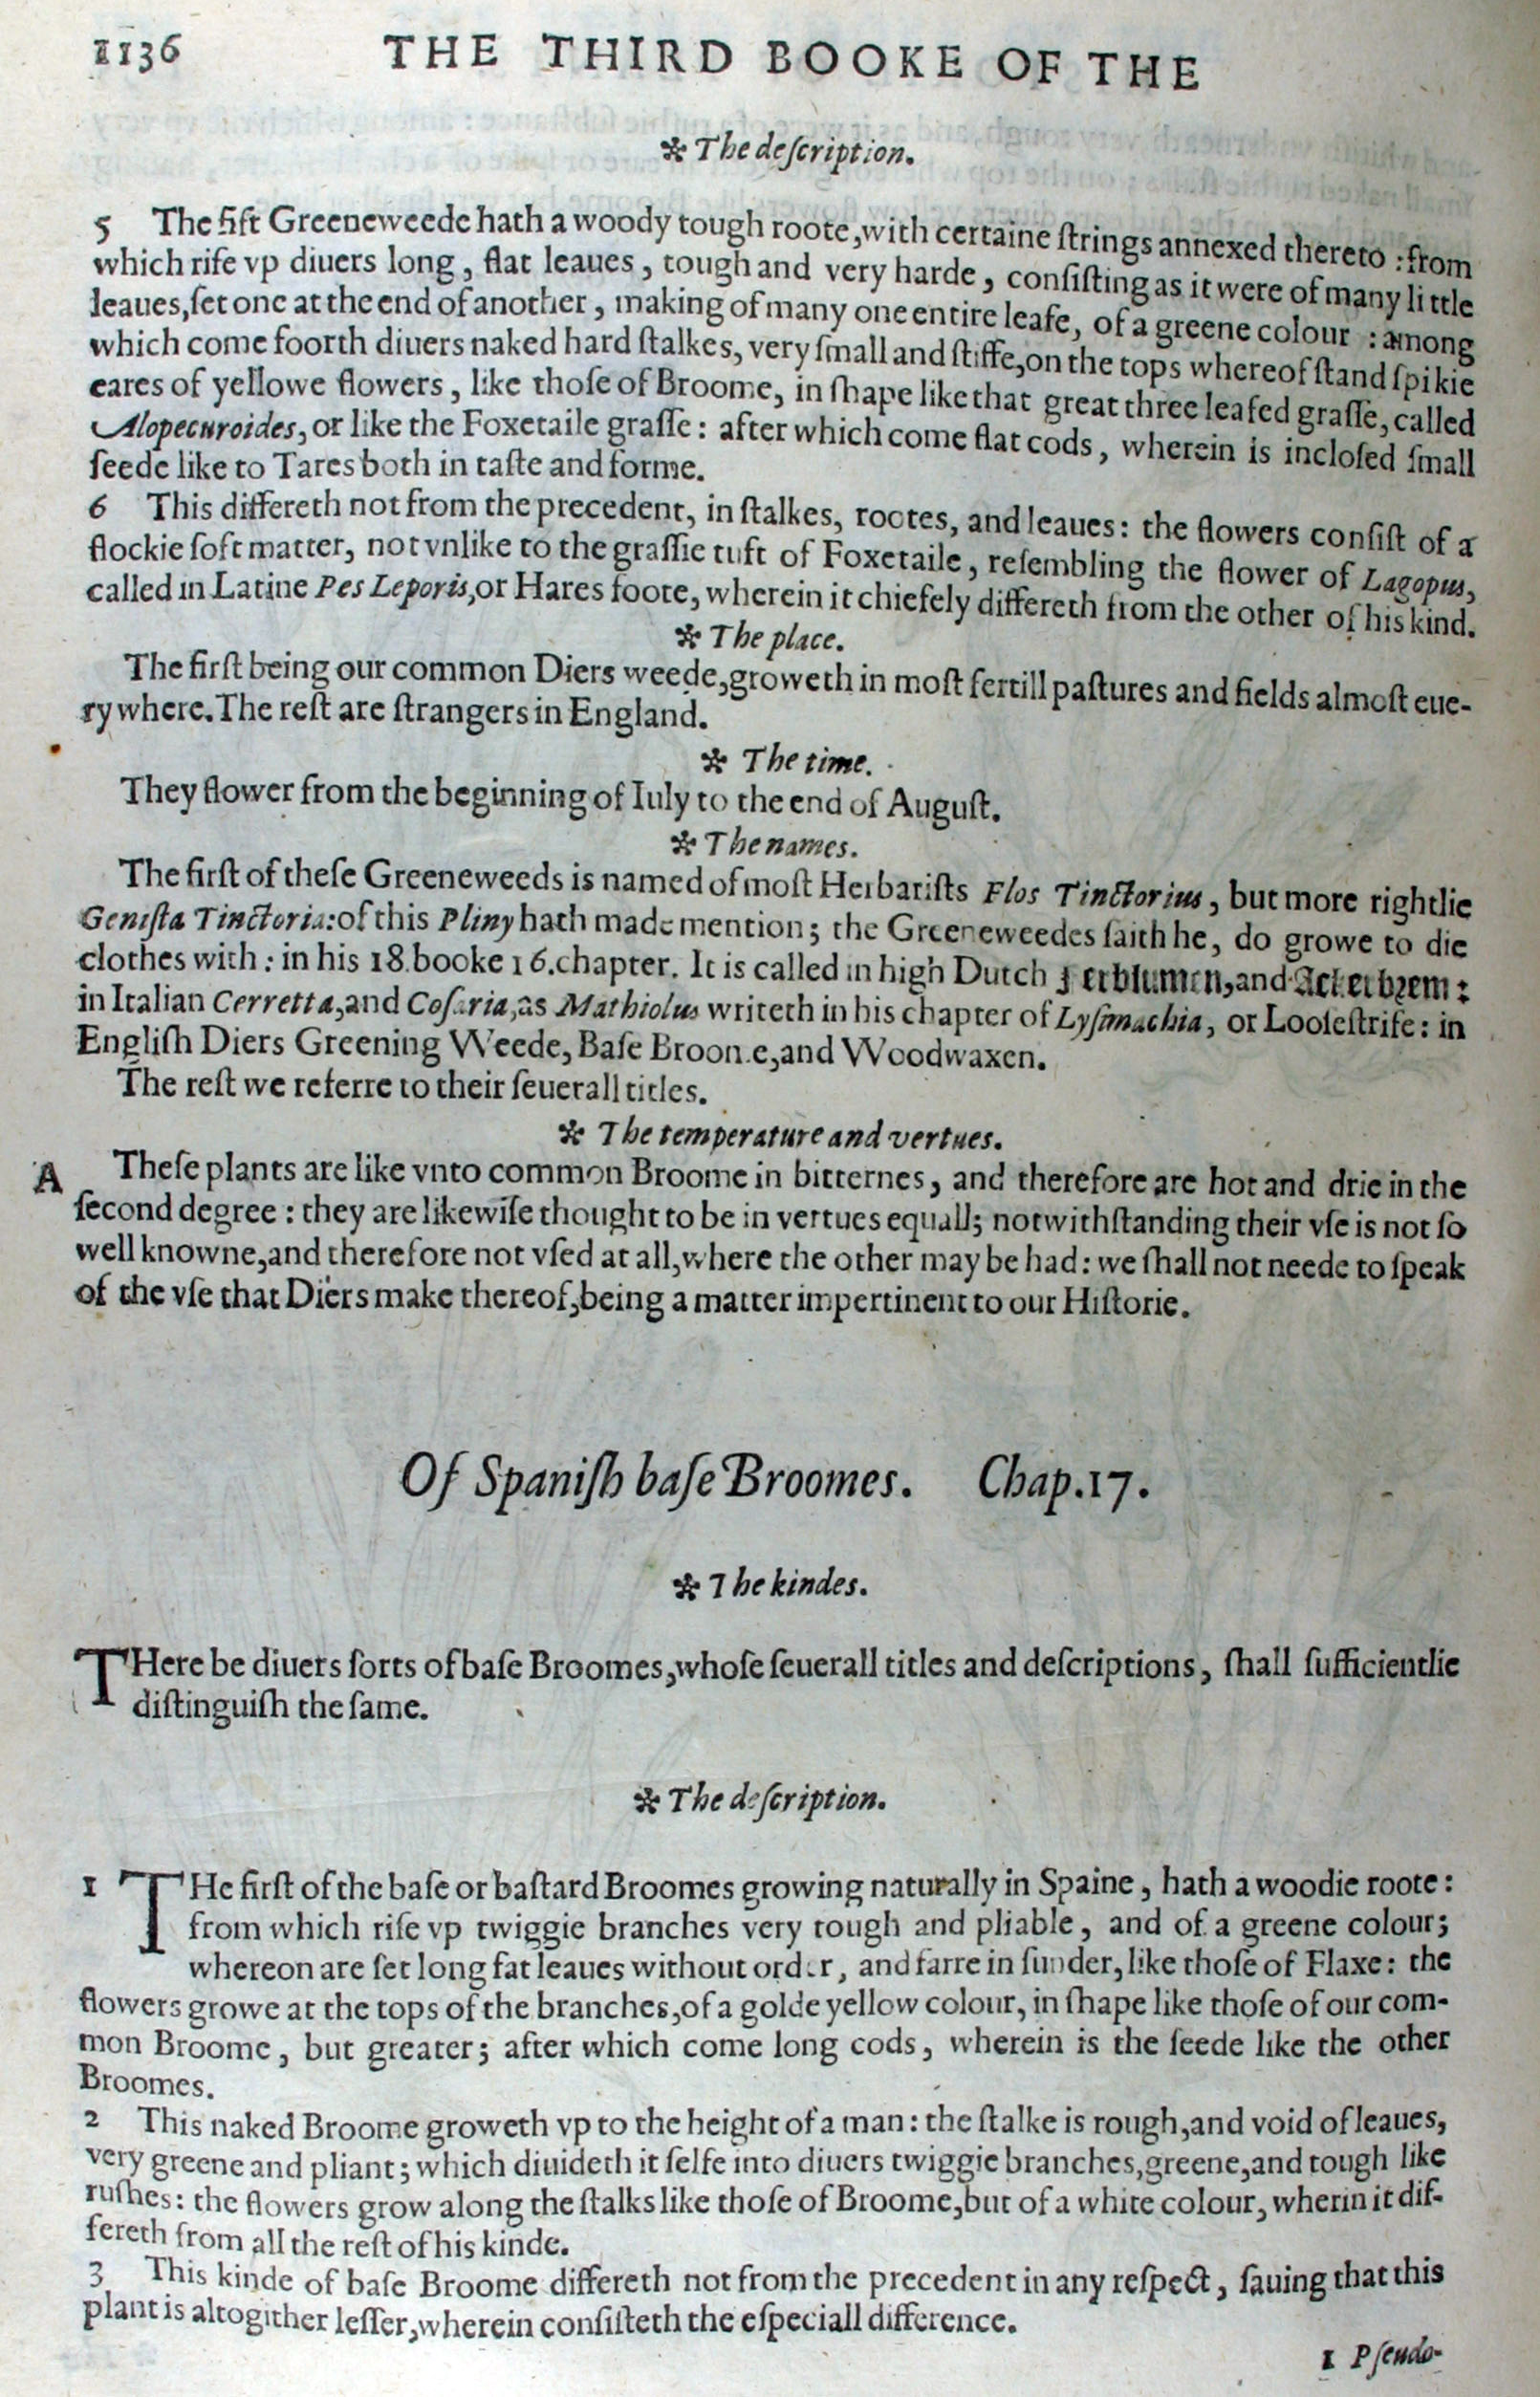 1136 THE THIRD BOOKE OF THE
✲ The deſcription.
5 The fift Greeneweede hath a woody tough roote, with certaine ſtrings annexed thereto : from
which riſe vp diuers long, flat leaues, tough and very harde, conſiſting as it were of many little
leaues, ſet one at the end of another, making of many one entire leafe, of a greene colour : among
which come foorth diuers naked hard ſtalkes, very ſmall and ſtiffe, on the tops whereof ſtand ſpikie
eares of yellowe flowers, like thoſe of Broome, in ſhape like that great three leafed graſſe, called
Alopecuroides, or like the Foxetaile graſſe: after which come flat cods, wherein is incloſed ſmall
ſeede like to Tares both in taſte and forme.
6 This differeth not from the precedent, in ſtalkes, rootes, and leaues: the flowers conſiſt of a
flockie ſoft matter, not vnlike to the graſſie tuft of Foxetaile, reſembling the flower of Lagopus,
called in Latine Pes Leporis, or Hares foote, wherein it chiefely differeth from the other of his kind.
✲ The place.
The firſt being our common Diers weede, groweth in moſt fertill paſtures and fields almoſt eue-
ry where. The reſt are ſtrangers in England.
✲ The time.
They flower from the beginning of Iuly to the end of Auguſt.
✲ The names.
The firſt of theſe Greeneweeds is named of moſt Herbariſts Flos Tinctorius, but more rightlie
Geniſta Tinctoria: of this Pliny hath made mention; the Greeneweedes ſaith he, do growe to die
clothes with: in his 18. booke 16. chapter. It is called in high Dutch and Ackerbrem:
in Italian Cerretta, and Coſaria, as Mathiolus writeth in his chapter of Lyſimachia, or Looſeſtrife: in
Engliſh Diers Greening Weede, Baſe Broome, and Woodwaxen.
The reſt we referre to their ſeuerall titles.
✲ The temperature and vertues.
A Theſe plants are like vnto common Broome in bitternes, and therefore are hot and drie in the
ſecond degree : they are likewiſe thought to be in vertues equall; notwithſtanding their vſe is not ſo
well knowne, and therefore not vſed at all, where the other may be had: we ſhall not neede to ſpeak
of the vſe that Diers make thereof, being a matter impertinent to our Hiſtorie.
Of Spaniſh baſe Broomes. Chap.17.
✲ The kindes.
THere be diuers ſorts of baſe Broomes, whoſe ſeuerall titles and deſcriptions, ſhall ſufficientlie
diſtinguiſh the ſame.
✲ The deſcription.
1 THe firſt of the baſe or baſtard Broomes growing naturally in Spaine, hath a woodie roote:
from which riſe vp twiggie branches very tough and pliable, and of a greene colour;
whereon are ſet long fat leaues without order, and farre in ſunder, like thoſe of Flaxe: the
flowers growe at the tops of the branches, of a golde yellow colour, in ſhape like thoſe of our com-
mon Broome, but greater; after which come long cods, wherein is the ſeede like the other
Broomes.
2 This naked Broome groweth vp to the height of a man: the ſtalke is rough, and void of leaues,
very greene and pliant; which diuideth it ſelfe into diuers twiggie branches, greene, and tough like
ruſhes: the flowers grow along the ſtalks like thoſe of Broome, but of a white colour, wherin it dif-
fereth from all the reſt of his kinde.
3 This kinde of baſe Broome differeth not from the precedent in any reſpect, ſauing that this
plant is altogither leſſer, wherein conſiſteth the eſpeciall difference.
1 Pſeudo-